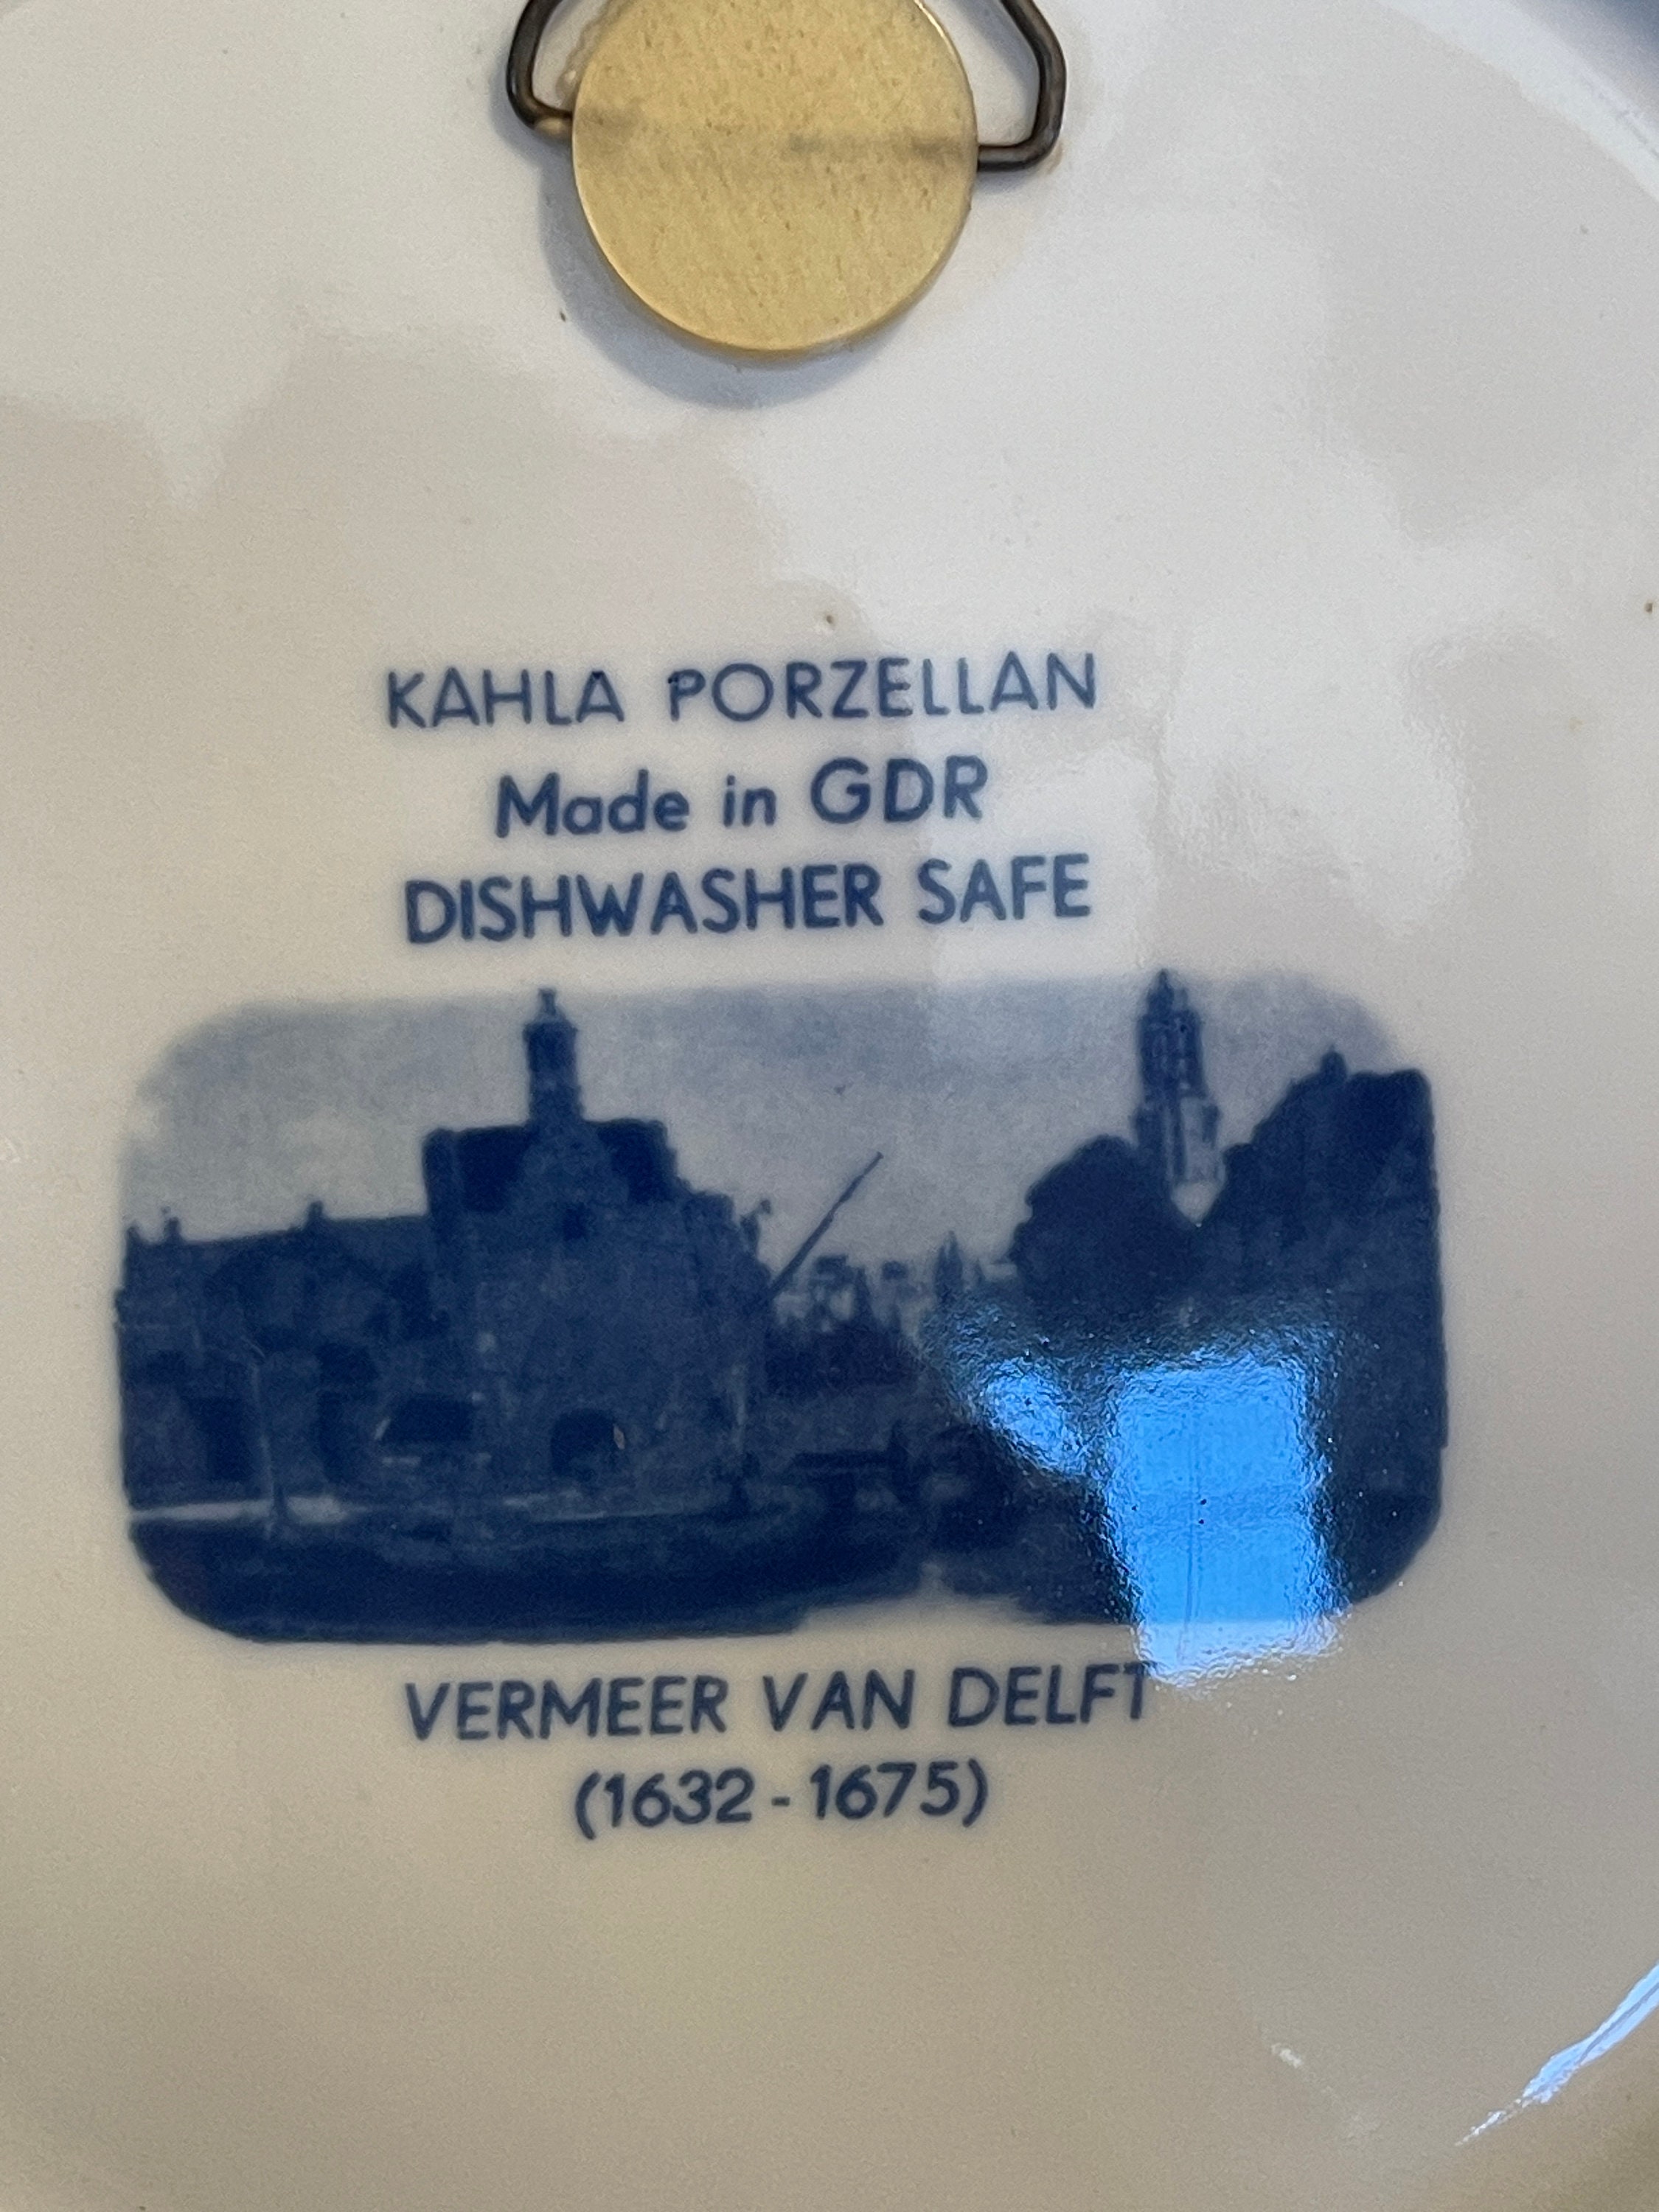 KAHLA PORZELLAN
Made in GDR
DISHWASHER SAFE
VERMEER VAN DELFT
(1632-1675)